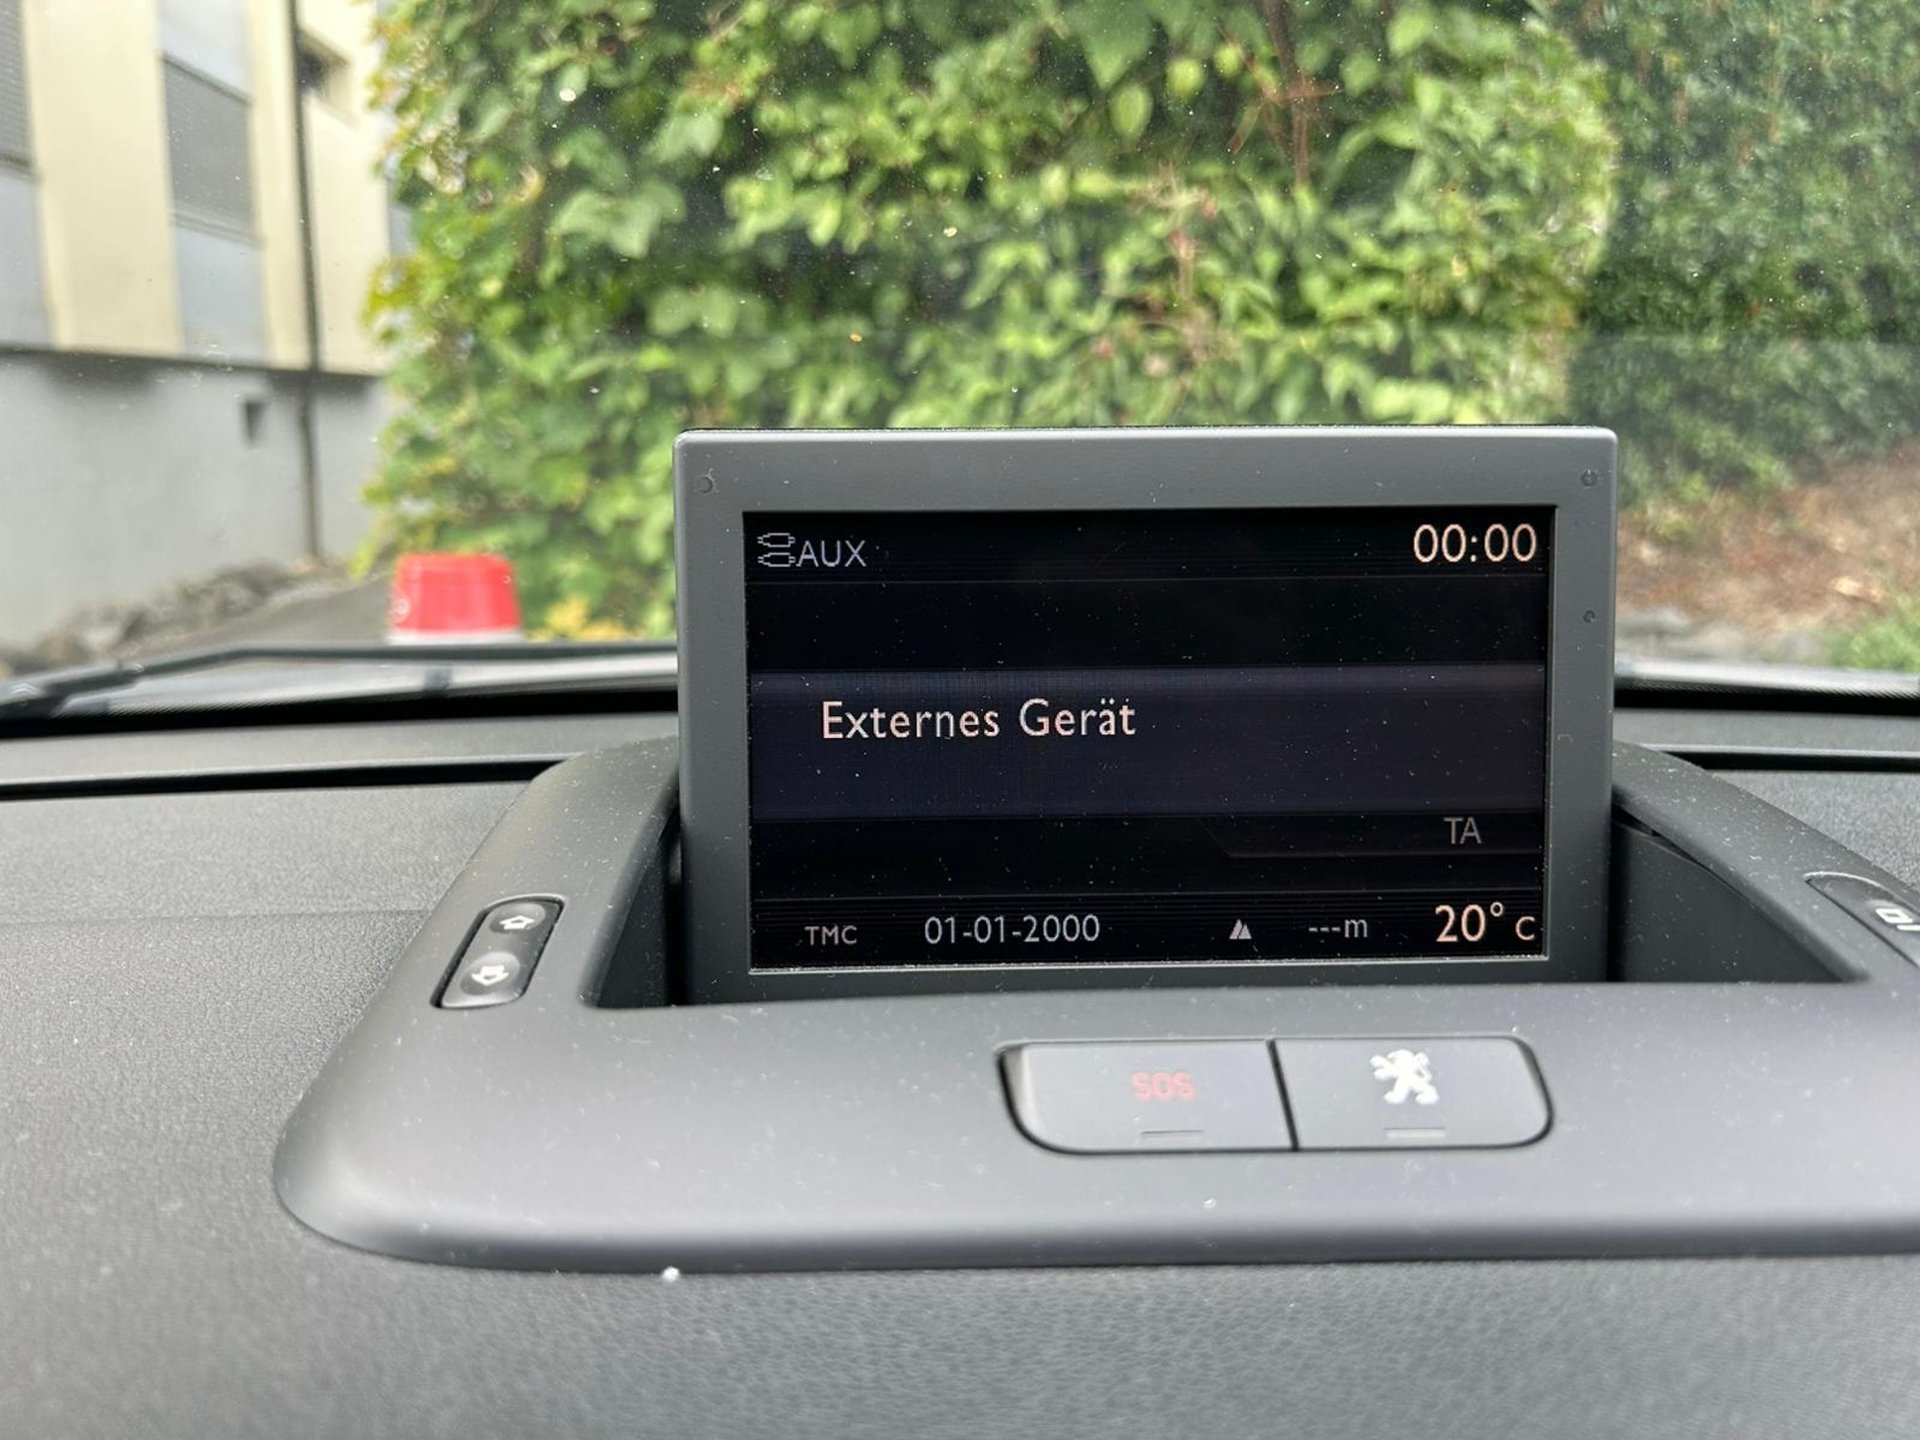 AUX 00:00
Externes Gerät
TA
TMC 01-01-2000 ---m 20°C
SOS